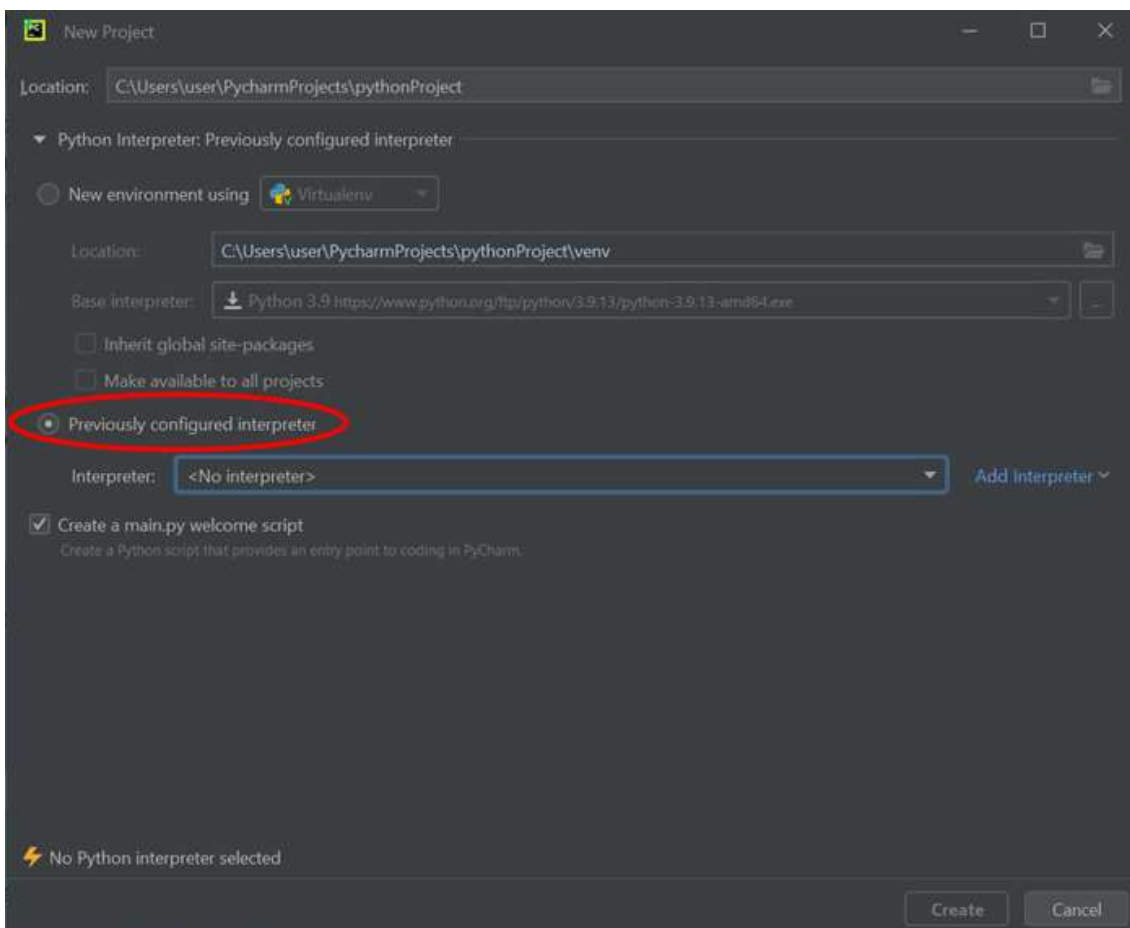 New Project
Location: C:\Users\user\PycharmProjects\pythonProject
Python Interpreter: Previously configured interpreter
New environment using Virtualenv
Location: C:\Users\user\PycharmProjects\pythonProject\venv
Base interpreter: Python 3.9 https://www.python.org/ftp/python/3.9.13/python-3.9.13-amd64.exe ...
Inherit global site-packages
Make available to all projects
Previously configured interpreter
Interpreter: <No interpreter> Add Interpreter
Create a main.py welcome script
Create a Python script that provides an entry point to coding in PyCharm.
No Python interpreter selected
Create Cancel